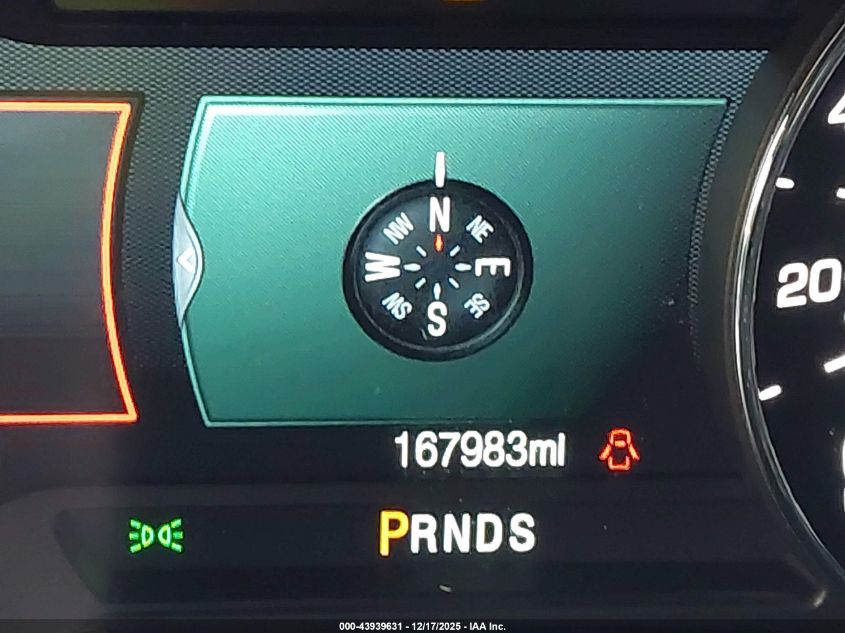 N
NW NE
W E
SW SE
S
20
167983mi
PRNDS
000-43939631 - 12/17/2025 - IAA Inc.